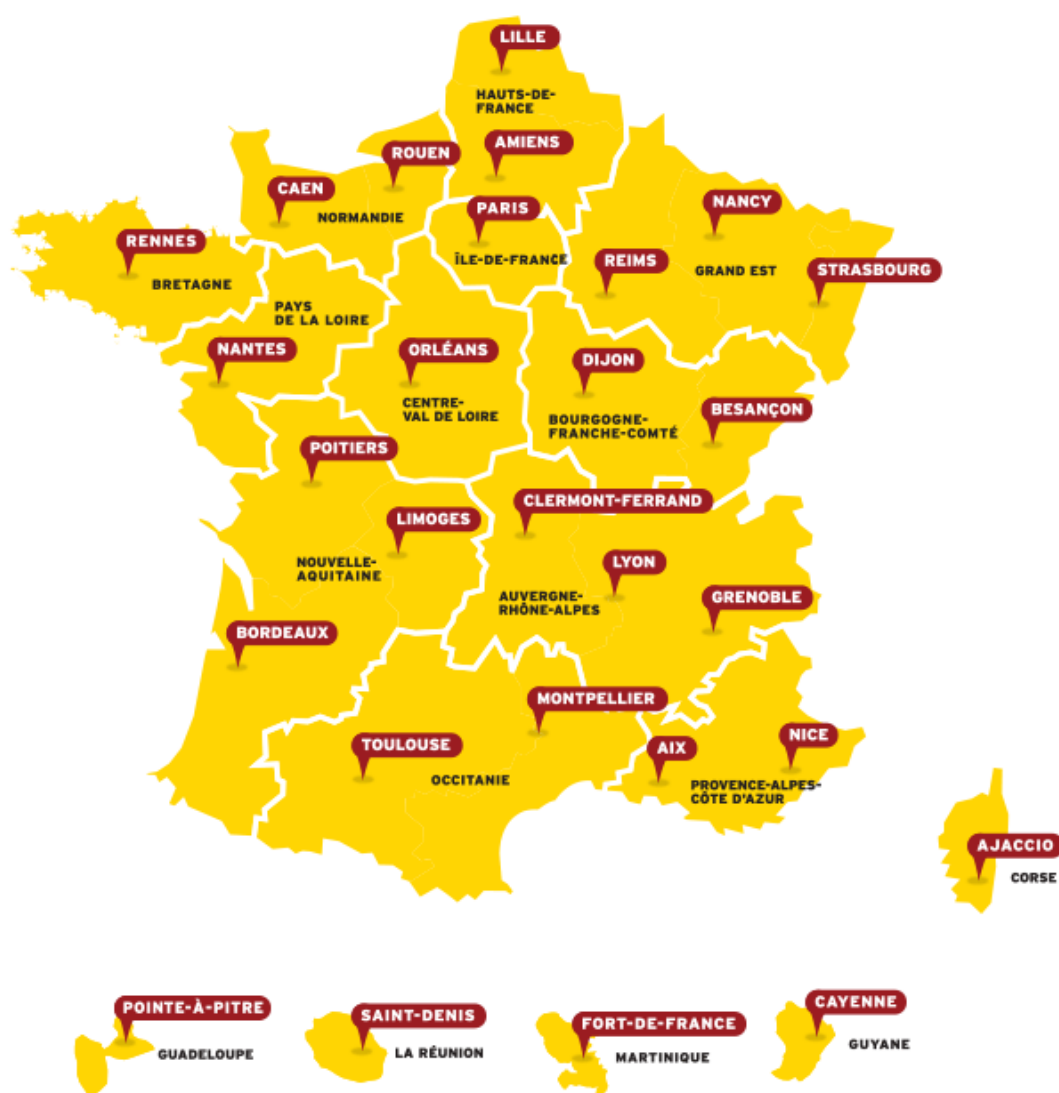 LILLE
HAUTS-DE-
FRANCE
AMIENS
ROUEN
CAEN
NORMANDIE
PARIS
ÎLE-DE-FRANCE
NANCY
REIMS
GRAND EST
STRASBOURG
RENNES
BRETAGNE
PAYS
DE LA LOIRE
NANTES
ORLÉANS
CENTRE-
VAL DE LOIRE
DIJON
BOURGOGNE-
FRANCHE-COMTÉ
BESANÇON
POITIERS
LIMOGES
NOUVELLE-
AQUITAINE
BORDEAUX
CLERMONT-FERRAND
LYON
AUVERGNE-
RHÔNE-ALPES
GRENOBLE
MONTPELLIER
TOULOUSE
OCCITANIE
AIX
NICE
PROVENCE-ALPES-
CÔTE D'AZUR
AJACCIO
CORSE
POINTE-À-PITRE
GUADELOUPE
SAINT-DENIS
LA RÉUNION
FORT-DE-FRANCE
MARTINIQUE
CAYENNE
GUYANE